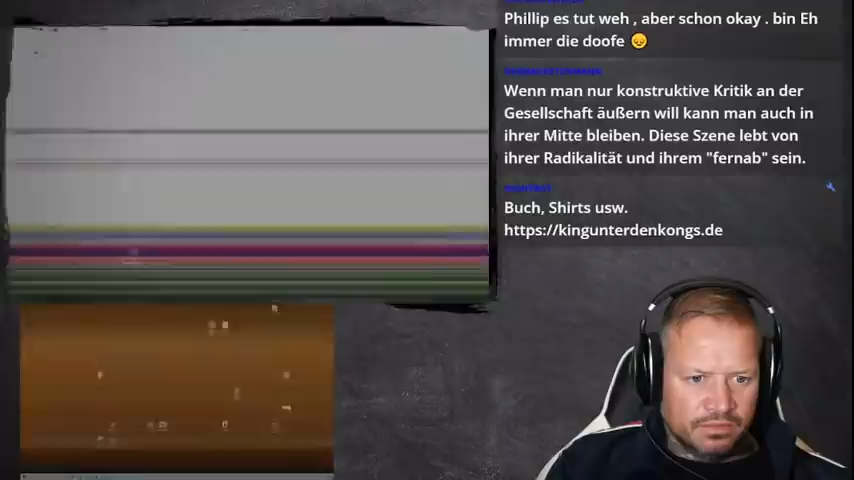 Phillip es tut weh , aber schon okay . bin Eh
immer die doofe 😞
Wenn man nur konstruktive Kritik an der
Gesellschaft äußern will kann man auch in
ihrer Mitte bleiben. Diese Szene lebt von
ihrer Radikalität und ihrem "fernab" sein.
Buch, Shirts usw.
https://kingunterdenkongs.de